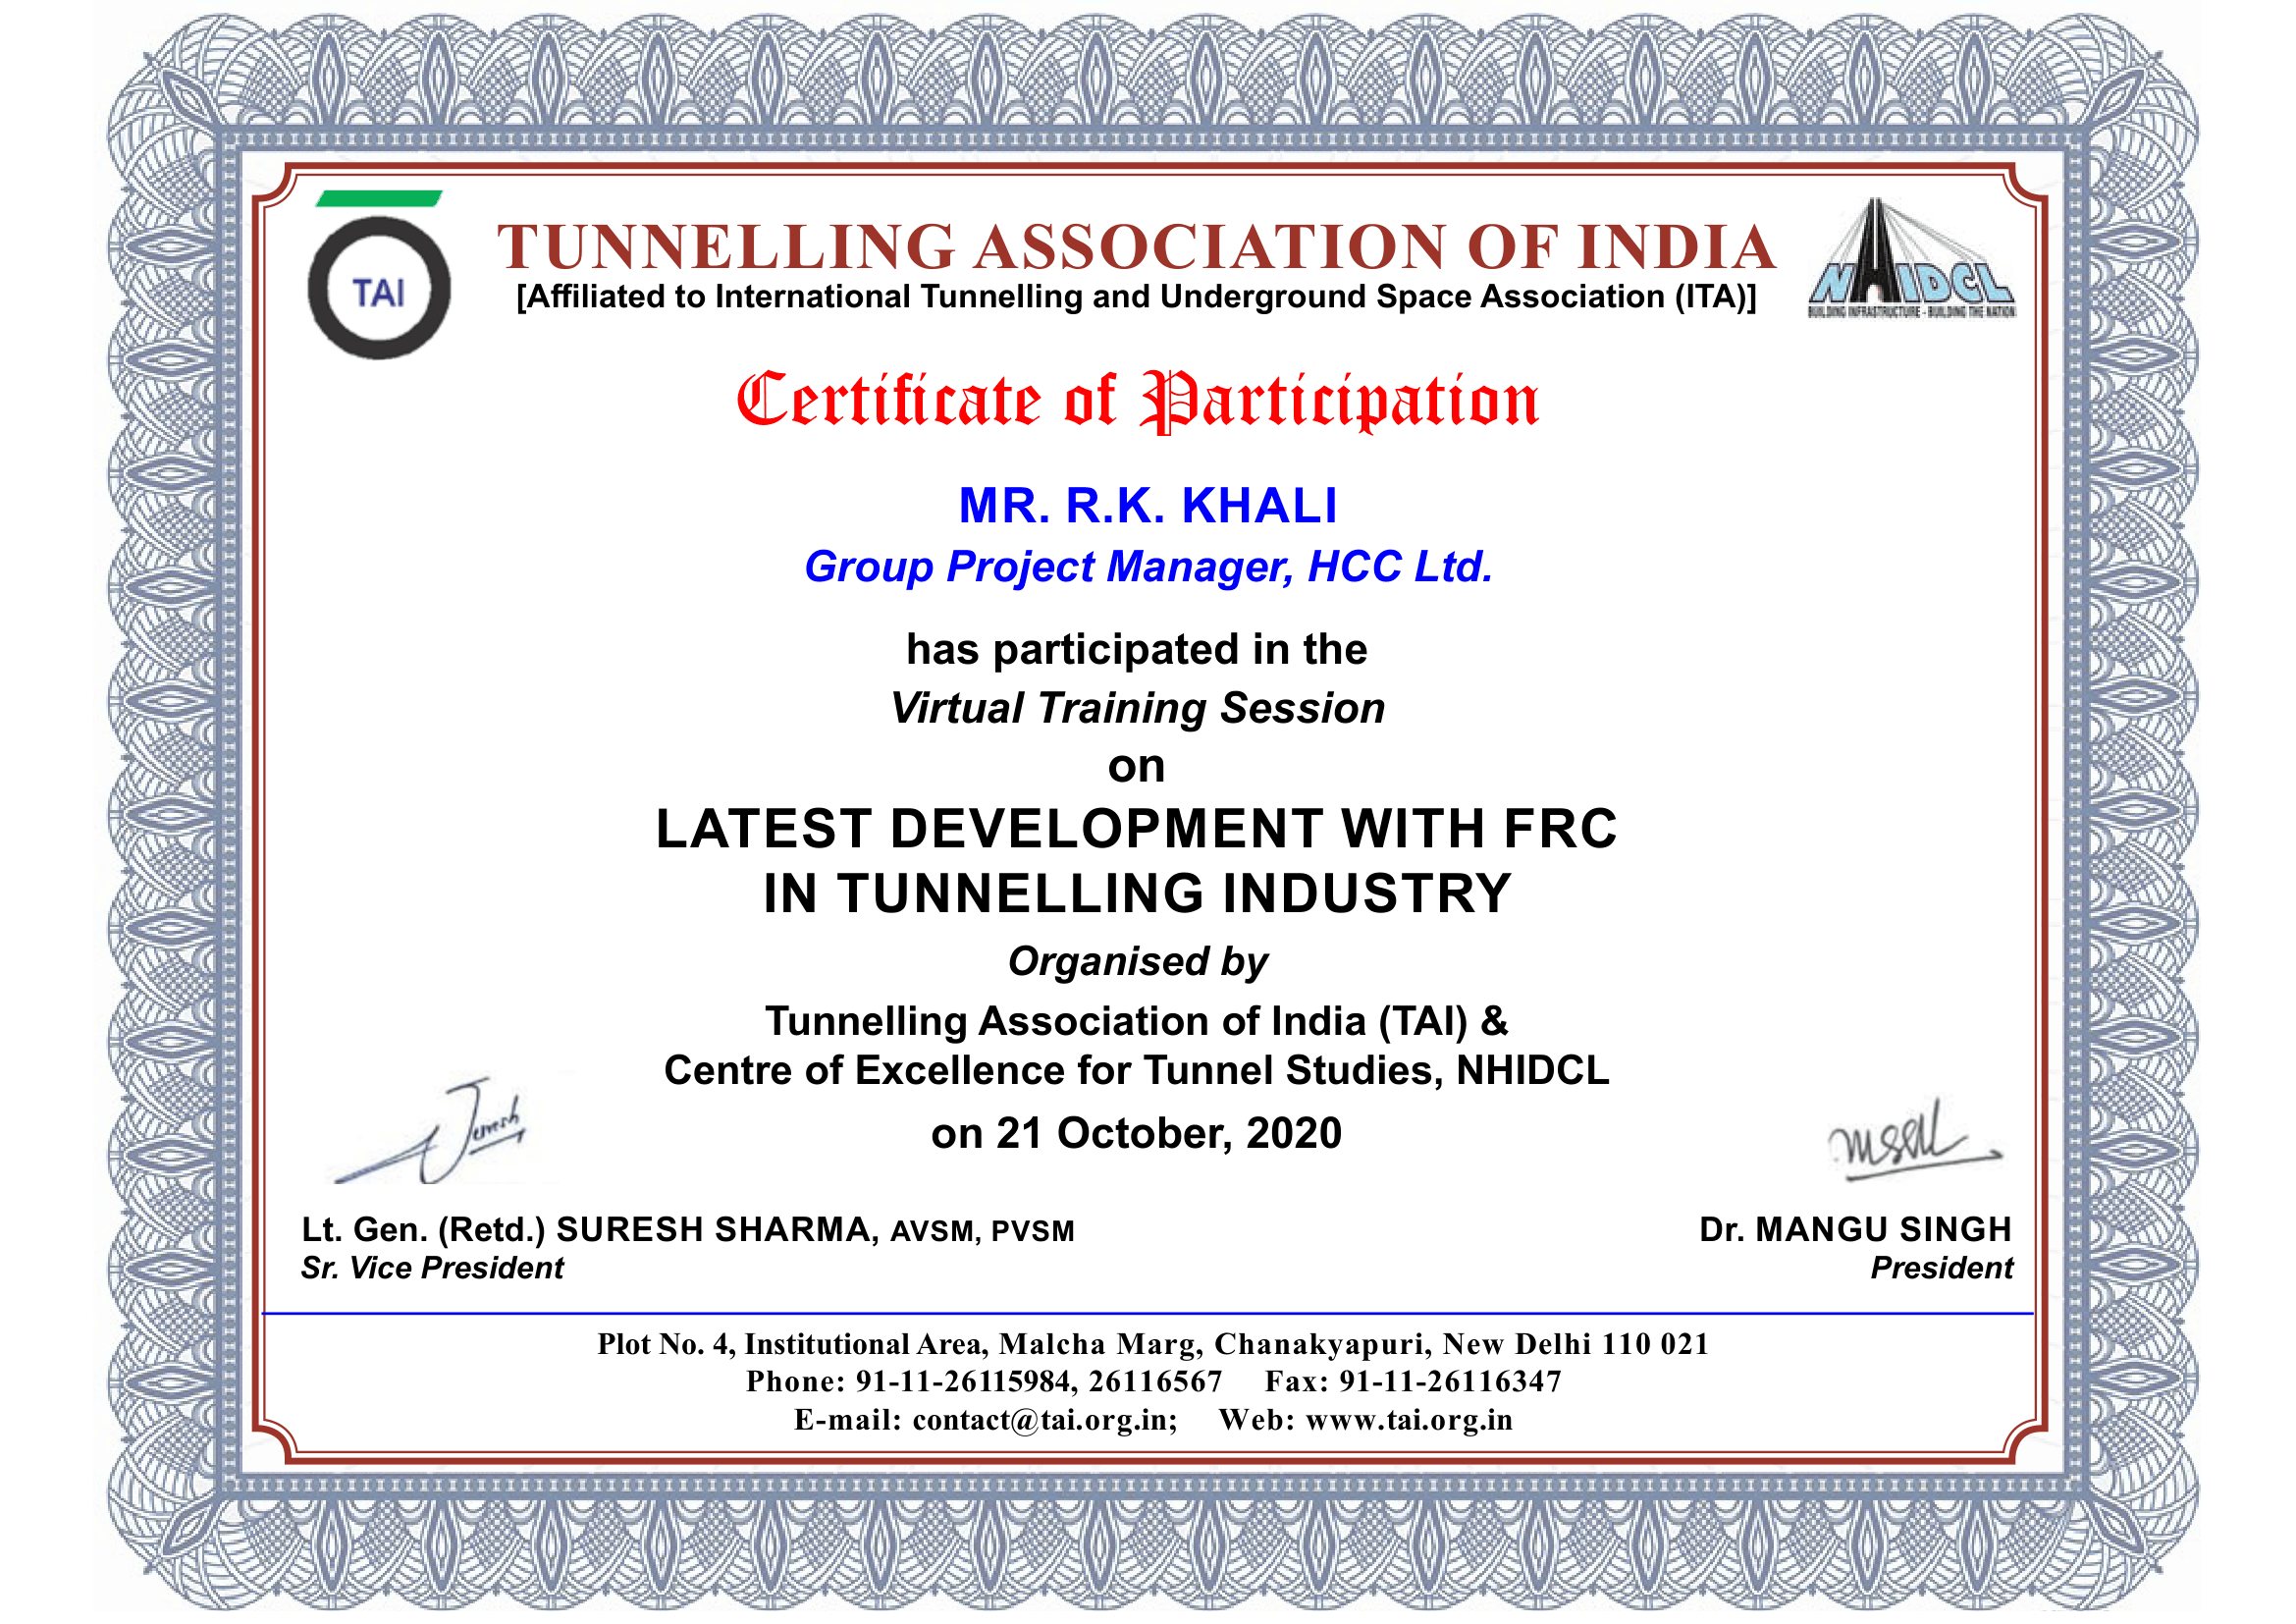 TAI
TUNNELLING ASSOCIATION OF INDIA
[Affiliated to International Tunnelling and Underground Space Association (ITA)]
NHIDCL
BUILDING INFRASTRUCTURE - BUILDING THE NATION
Certificate of Participation
MR. R.K. KHALI
Group Project Manager, HCC Ltd.
has participated in the
Virtual Training Session
on
LATEST DEVELOPMENT WITH FRC
IN TUNNELLING INDUSTRY
Organised by
Tunnelling Association of India (TAI) &
Centre of Excellence for Tunnel Studies, NHIDCL
on 21 October, 2020
Lt. Gen. (Retd.) SURESH SHARMA, AVSM, PVSM
Sr. Vice President
Dr. MANGU SINGH
President
Plot No. 4, Institutional Area, Malcha Marg, Chanakyapuri, New Delhi 110 021
Phone: 91-11-26115984, 26116567 Fax: 91-11-26116347
E-mail: contact@tai.org.in; Web: www.tai.org.in